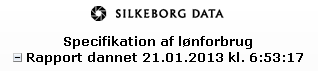 SILKEBORG DATA
Specifikation af lønforbrug
Rapport dannet 21.01.2013 kl. 6:53:17